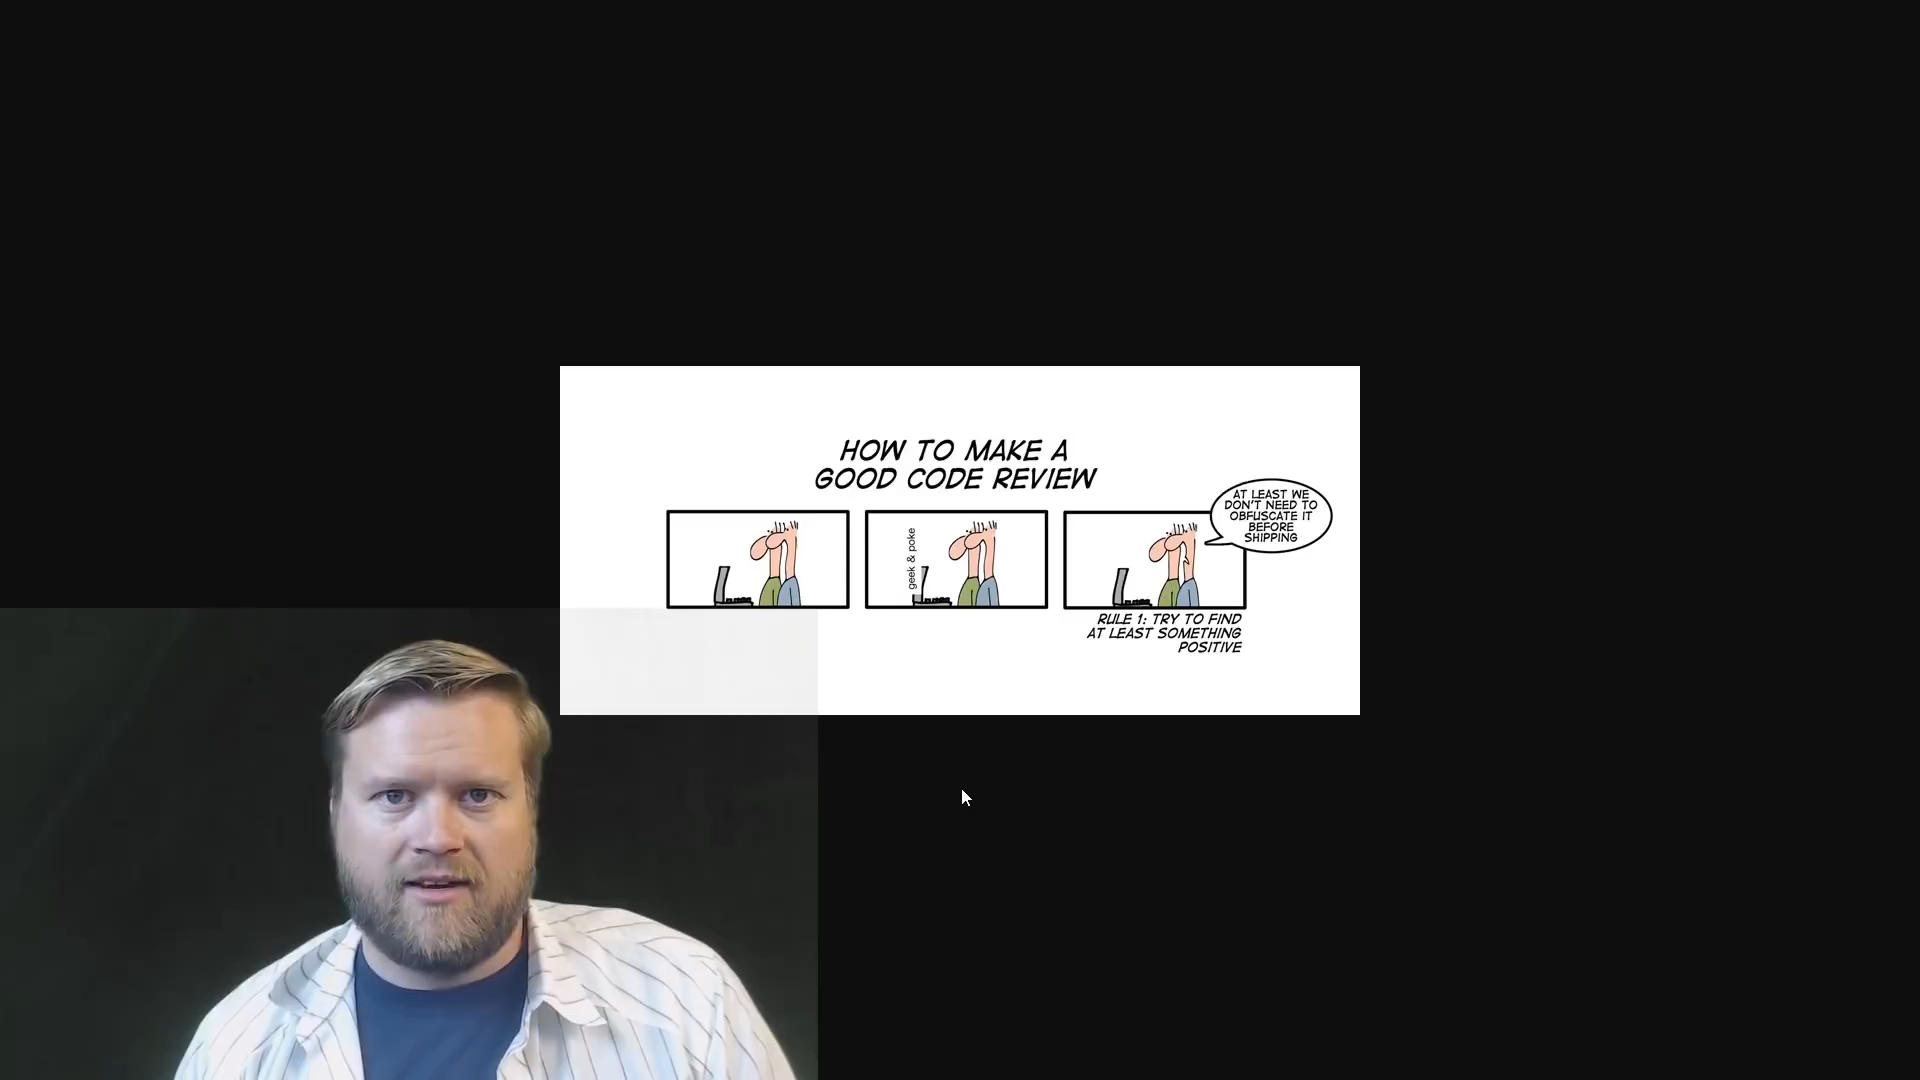 HOW TO MAKE A
GOOD CODE REVIEW
geek & poke
AT LEAST WE
DON'T NEED TO
OBFUSCATE IT
BEFORE
SHIPPING
RULE 1: TRY TO FIND
AT LEAST SOMETHING
POSITIVE